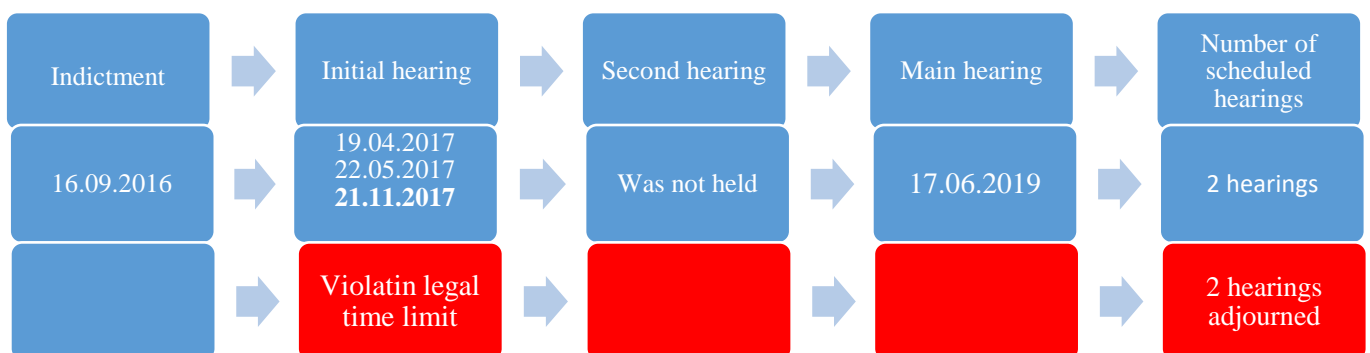 Indictment
Initial hearing
Second hearing
Main hearing
Number of
scheduled
hearings
16.09.2016
19.04.2017
22.05.2017
21.11.2017
Was not held
17.06.2019
2 hearings
Violatin legal
time limit
2 hearings
adjourned